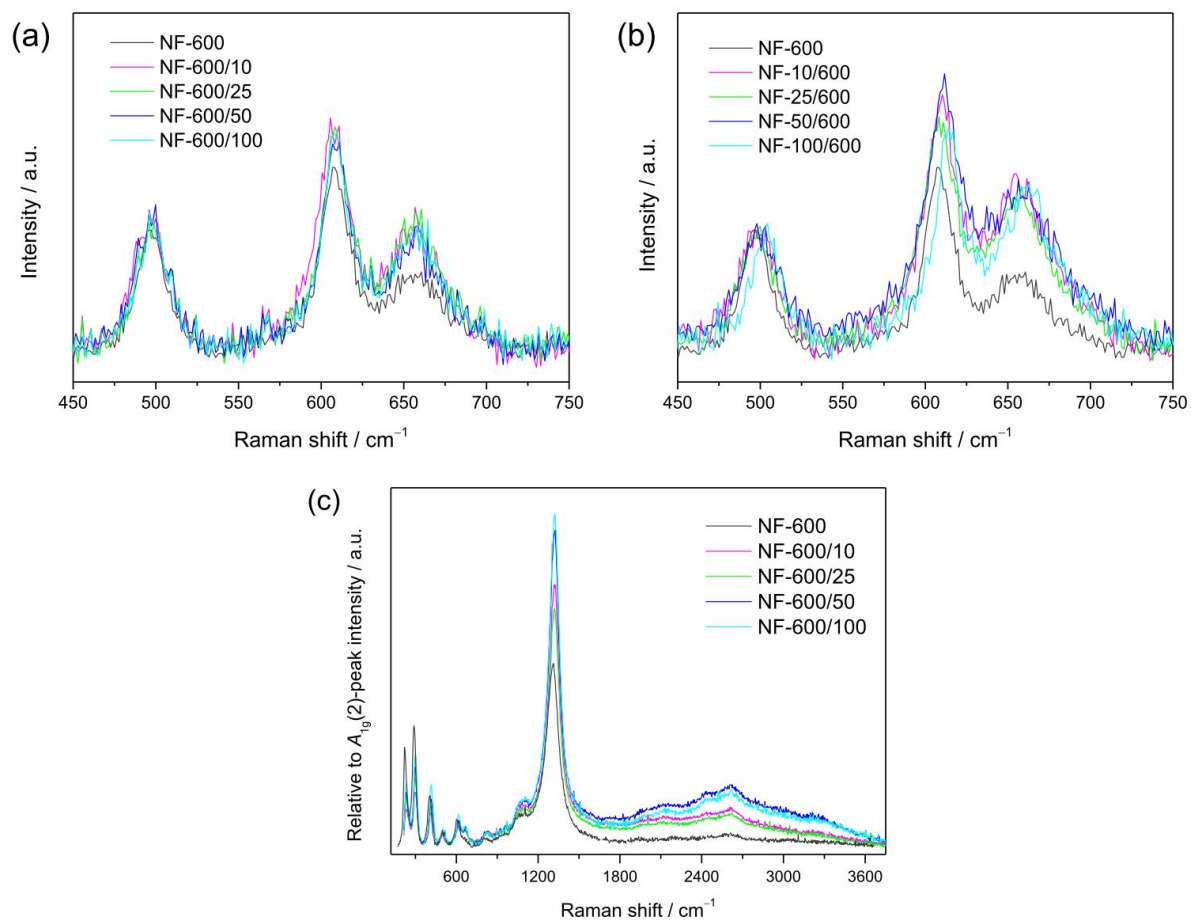 (a)
NF-600
NF-600/10
NF-600/25
NF-600/50
NF-600/100
Intensity / a.u.
450 500 550 600 650 700 750
Raman shift / cm⁻¹
(b)
NF-600
NF-10/600
NF-25/600
NF-50/600
NF-100/600
Intensity / a.u.
450 500 550 600 650 700 750
Raman shift / cm⁻¹
(c)
NF-600
NF-600/10
NF-600/25
NF-600/50
NF-600/100
Relative to A1g(2)-peak intensity / a.u.
600 1200 1800 2400 3000 3600
Raman shift / cm⁻¹